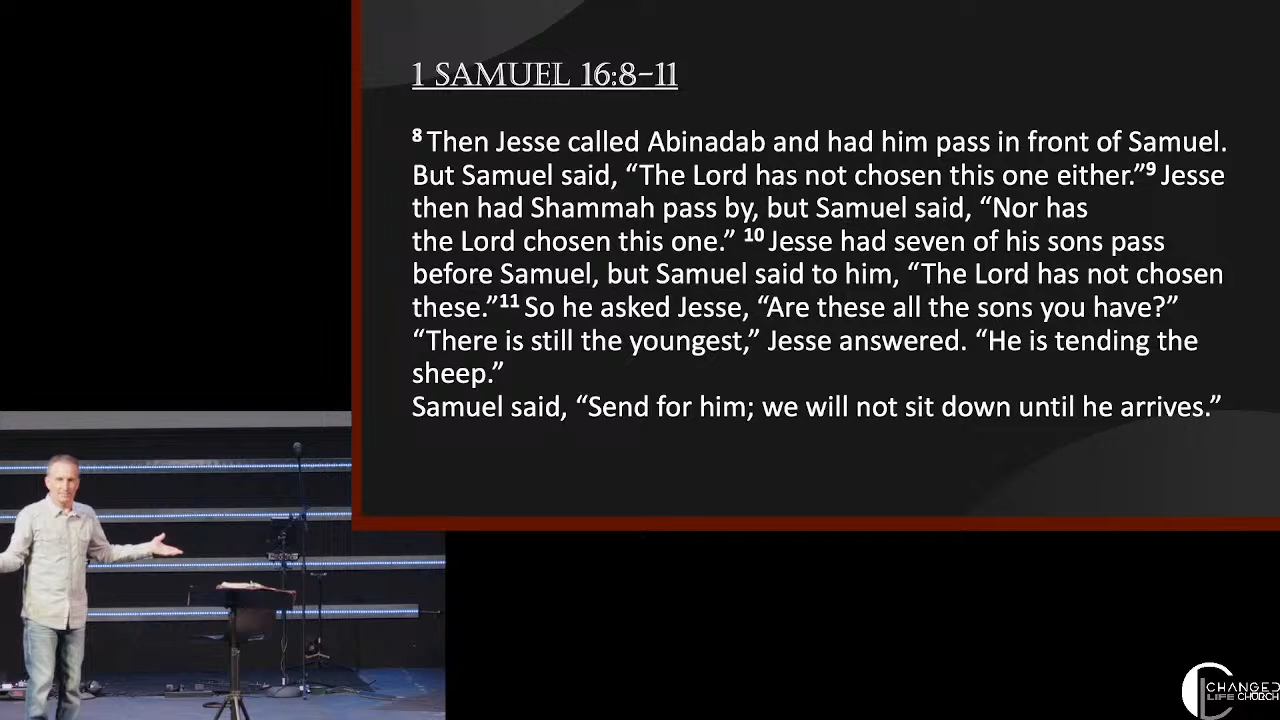 1 SAMUEL 16:8-11
8 Then Jesse called Abinadab and had him pass in front of Samuel.
But Samuel said, “The Lord has not chosen this one either.”9 Jesse
then had Shammah pass by, but Samuel said, “Nor has
the Lord chosen this one.” 10 Jesse had seven of his sons pass
before Samuel, but Samuel said to him, “The Lord has not chosen
these.”11 So he asked Jesse, “Are these all the sons you have?”
“There is still the youngest,” Jesse answered. “He is tending the
sheep.”
Samuel said, “Send for him; we will not sit down until he arrives.”
CHANGED
LIFE CHURCH